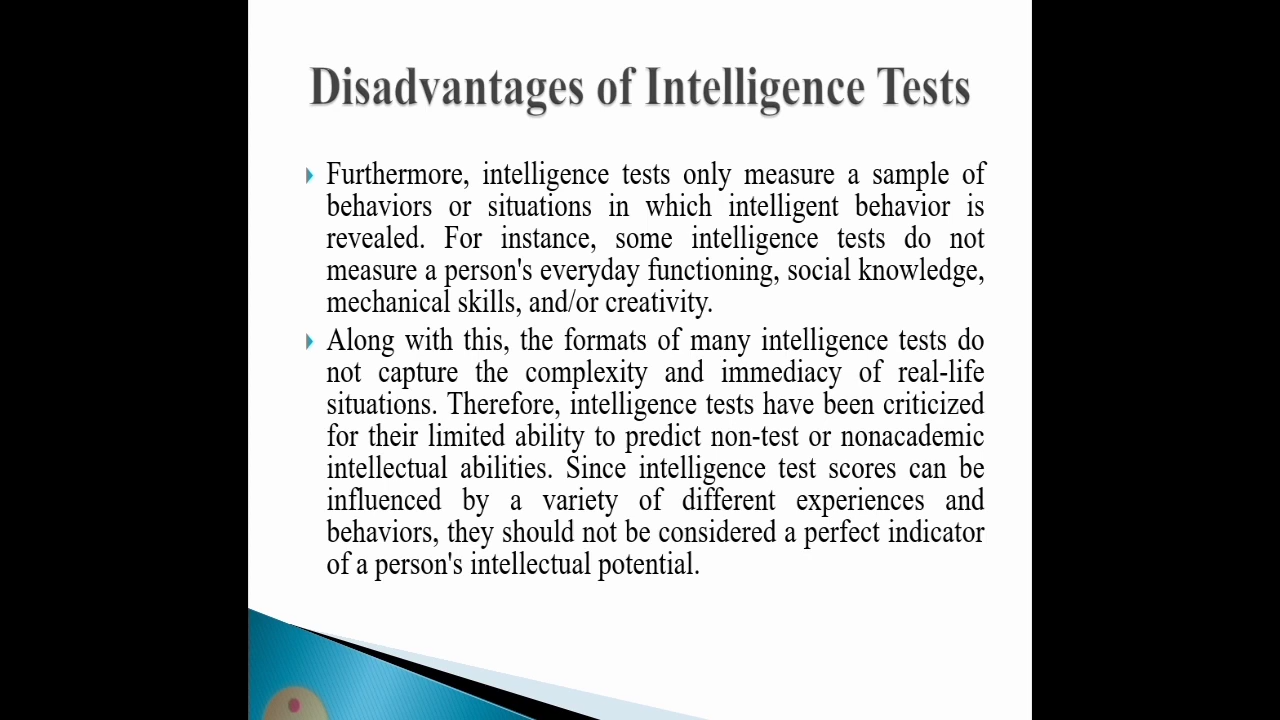 Disadvantages of Intelligence Tests
Furthermore, intelligence tests only measure a sample of
behaviors or situations in which intelligent behavior is
revealed. For instance, some intelligence tests do not
measure a person's everyday functioning, social knowledge,
mechanical skills, and/or creativity.
Along with this, the formats of many intelligence tests do
not capture the complexity and immediacy of real-life
situations. Therefore, intelligence tests have been criticized
for their limited ability to predict non-test or nonacademic
intellectual abilities. Since intelligence test scores can be
influenced by a variety of different experiences and
behaviors, they should not be considered a perfect indicator
of a person's intellectual potential.